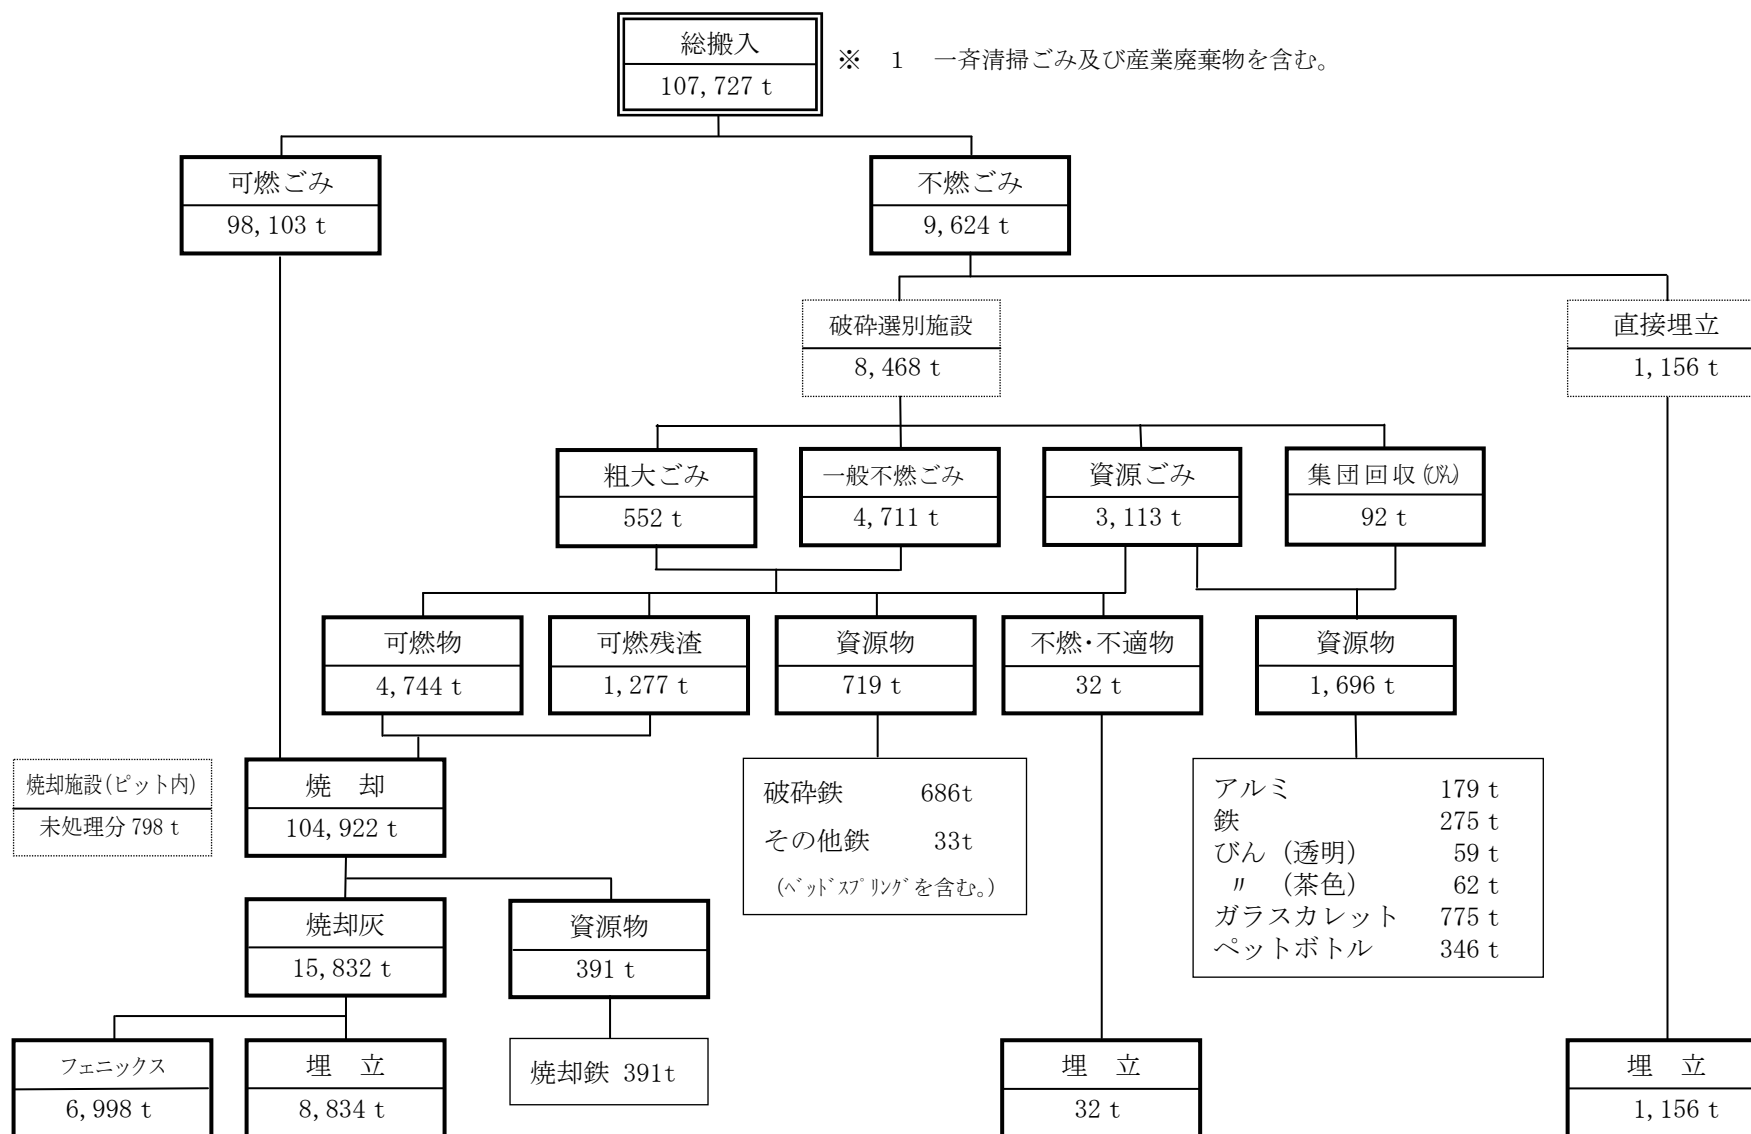 総搬入
107,727 t
※ 1 一斉清掃ごみ及び産業廃棄物を含む。
可燃ごみ
98,103 t
不燃ごみ
9,624 t
破砕選別施設
8,468 t
直接埋立
1,156 t
粗大ごみ
552 t
一般不燃ごみ
4,711 t
資源ごみ
3,113 t
集団回収(びん)
92 t
可燃物
4,744 t
可燃残渣
1,277 t
資源物
719 t
不燃・不適物
32 t
資源物
1,696 t
焼却施設(ピット内)
未処理分 798 t
焼 却
104,922 t
破砕鉄 686t
その他鉄 33t
(ベッドスプリングを含む。)
アルミ 179 t
鉄 275 t
びん(透明) 59 t
〃 (茶色) 62 t
ガラスカレット 775 t
ペットボトル 346 t
焼却灰
15,832 t
資源物
391 t
フェニックス
6,998 t
埋 立
8,834 t
焼却鉄 391t
埋 立
32 t
埋 立
1,156 t